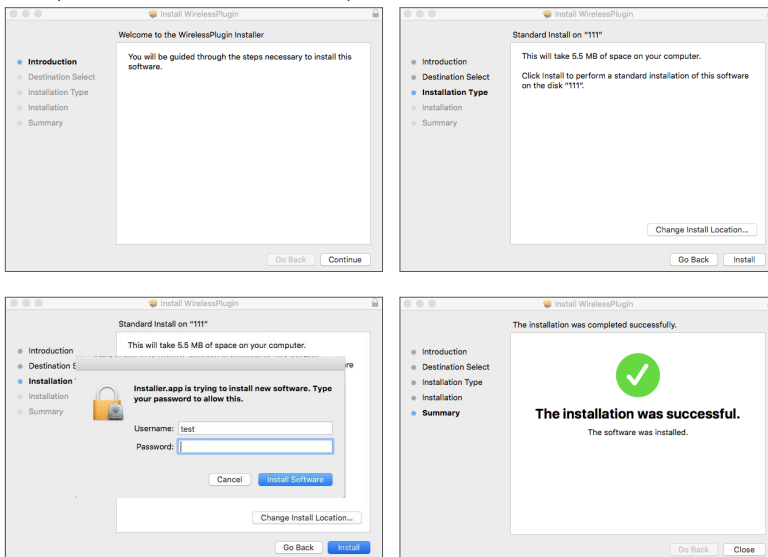 Install WirelessPlugin
Welcome to the WirelessPlugin Installer
Introduction
Destination Select
Installation Type
Installation
Summary
You will be guided through the steps necessary to install this
software.
Go Back
Continue
Install WirelessPlugin
Standard Install on "111"
Introduction
Destination Select
Installation Type
Installation
Summary
This will take 5.5 MB of space on your computer.
Click Install to perform a standard installation of this software
on the disk "111".
Change Install Location...
Go Back
Install
Install WirelessPlugin
Standard Install on "111"
Introduction
Destination S
Installation
Installation
Summary
This will take 5.5 MB of space on your computer.
Installer.app is trying to install new software. Type
your password to allow this.
Username: test
Password:
Cancel
Install Software
Change Install Location...
Go Back
Install
Install WirelessPlugin
The installation was completed successfully.
Introduction
Destination Select
Installation Type
Installation
Summary
The installation was successful.
The software was installed.
Go Back
Close